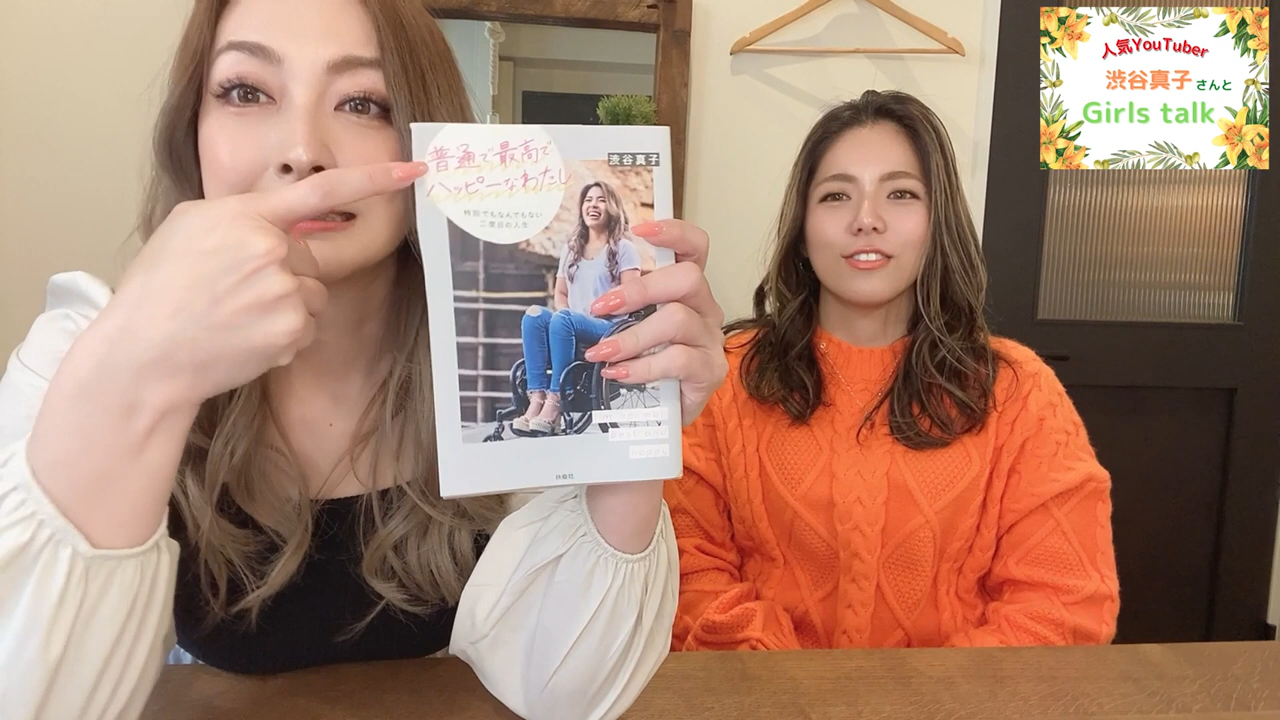 人気YouTuber
渋谷真子さんと
Girls talk
普通で最高で
ハッピーなわたし
特別でもなんでもない
二度目の人生
渋谷真子
扶桑社